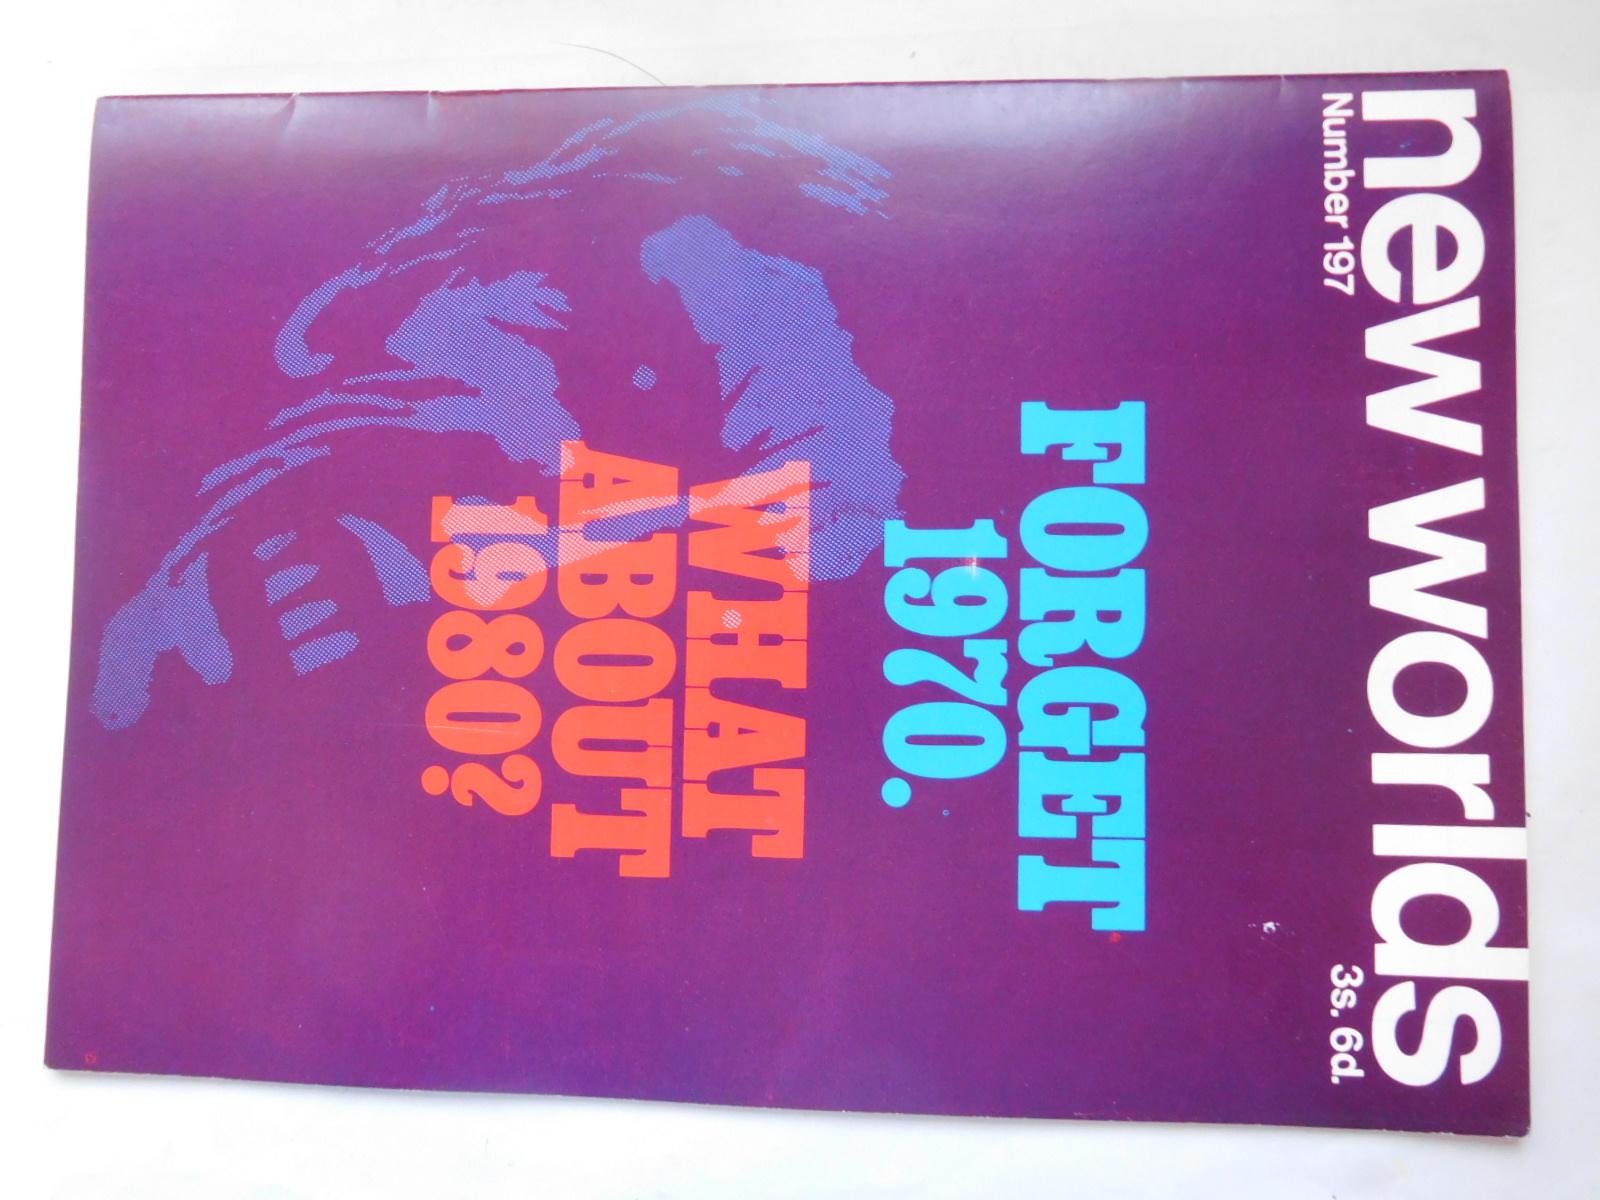 new worlds
Number 197
3s. 6d.
FORGET
1970.
WHAT
ABOUT
1980?